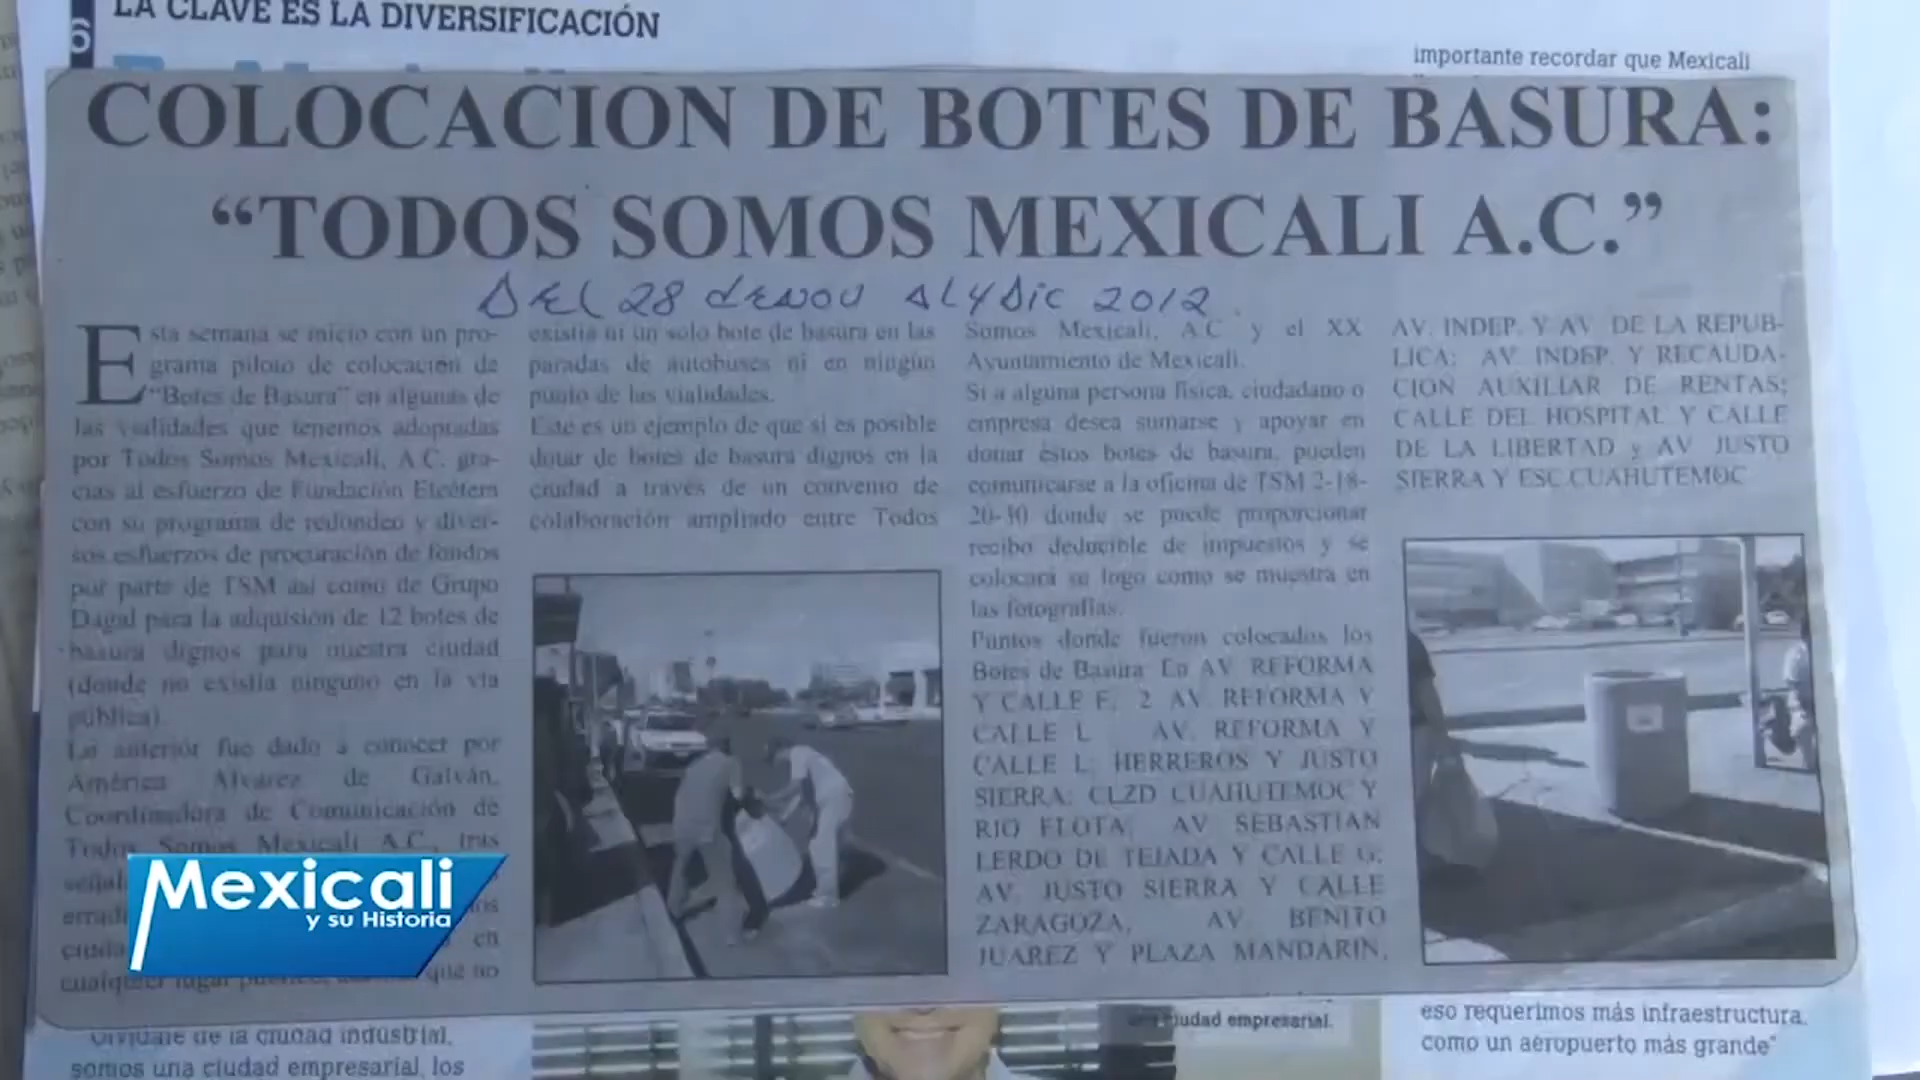 6
LA CLAVE ES LA DIVERSIFICACIÓN
importante recordar que Mexicali
COLOCACION DE BOTES DE BASURA:
“TODOS SOMOS MEXICALI A.C.”
DEL 28 DE NOV AL 4 DIC 2012
Esta semana se inicio con un pro-
grama piloto de colocacion de
“Botes de Basura” en algunas de
las vialidades que tenemos adoptadas
por Todos Somos Mexicali, A.C. gra-
cias al esfuerzo de Fundación
con su programa de redondeo y diver-
sos esfuerzos de procuración de fondos
por parte de TSM así como de Grupo
Dagal para la adquisión de 12 botes de
basura dignos para nuestra ciudad
(donde no existía ninguno en la vía
pública).
Lo anterior fue dado a conocer por
América Alvarez de Galván,
Coordinadora de Comunicación de
Todos Somos Mexicali A.C., tras
en
cualquier lugar que no
existía ni un solo bote de basura en las
paradas de autobuses ni en ningún
punto de las vialidades.
Este es un ejemplo de que si es posible
dotar de botes de basura dignos en la
ciudad a través de un convenio de
colaboración ampliado entre Todos
Somos Mexicali, A.C y el XX
Ayuntamiento de Mexicali.
Si a alguna persona física, ciudadano o
empresa desea sumarse y apoyar en
donar éstos botes de basura, pueden
comunicarse a la oficina de TSM 2-18-
20-30 donde se puede proporcionar
recibo deducible de impuestos y se
colocará su logo como se muestra en
las fotografías.
Puntos donde fueron colocados los
Botes de Basura: En AV. REFORMA
Y CALLE F, 2 AV. REFORMA Y
CALLE L AV. REFORMA Y
CALLE L; HERREROS Y JUSTO
SIERRA; CLZD CUAHUTEMOC Y
RIO FLOTA, AV SEBASTIAN
LERDO DE TEJADA Y CALLE G;
AV. JUSTO SIERRA Y CALLE
ZARAGOZA, AV. BENITO
JUAREZ Y PLAZA MANDARIN,
AV. INDEP. Y AV. DE LA REPUB-
LICA; AV. INDEP. Y RECAUDA-
CION AUXILIAR DE RENTAS;
CALLE DEL HOSPITAL Y CALLE
DE LA LIBERTAD y AV JUSTO
SIERRA Y ESC.CUAHUTEMOC
Mexicali
y su Historia
Olvídate de la ciudad industrial,
somos una ciudad empresarial, los
ciudad empresarial.
eso requerimos más infraestructura,
como un aeropuerto más grande"